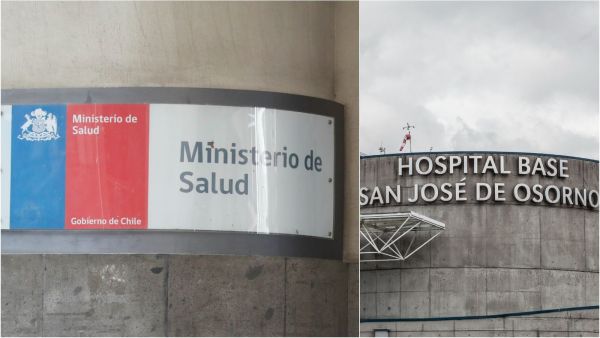 Ministerio de
Salud
Gobierno de Chile
Ministerio de
Salud
HOSPITAL BASE
SAN JOSÉ DE OSORNO